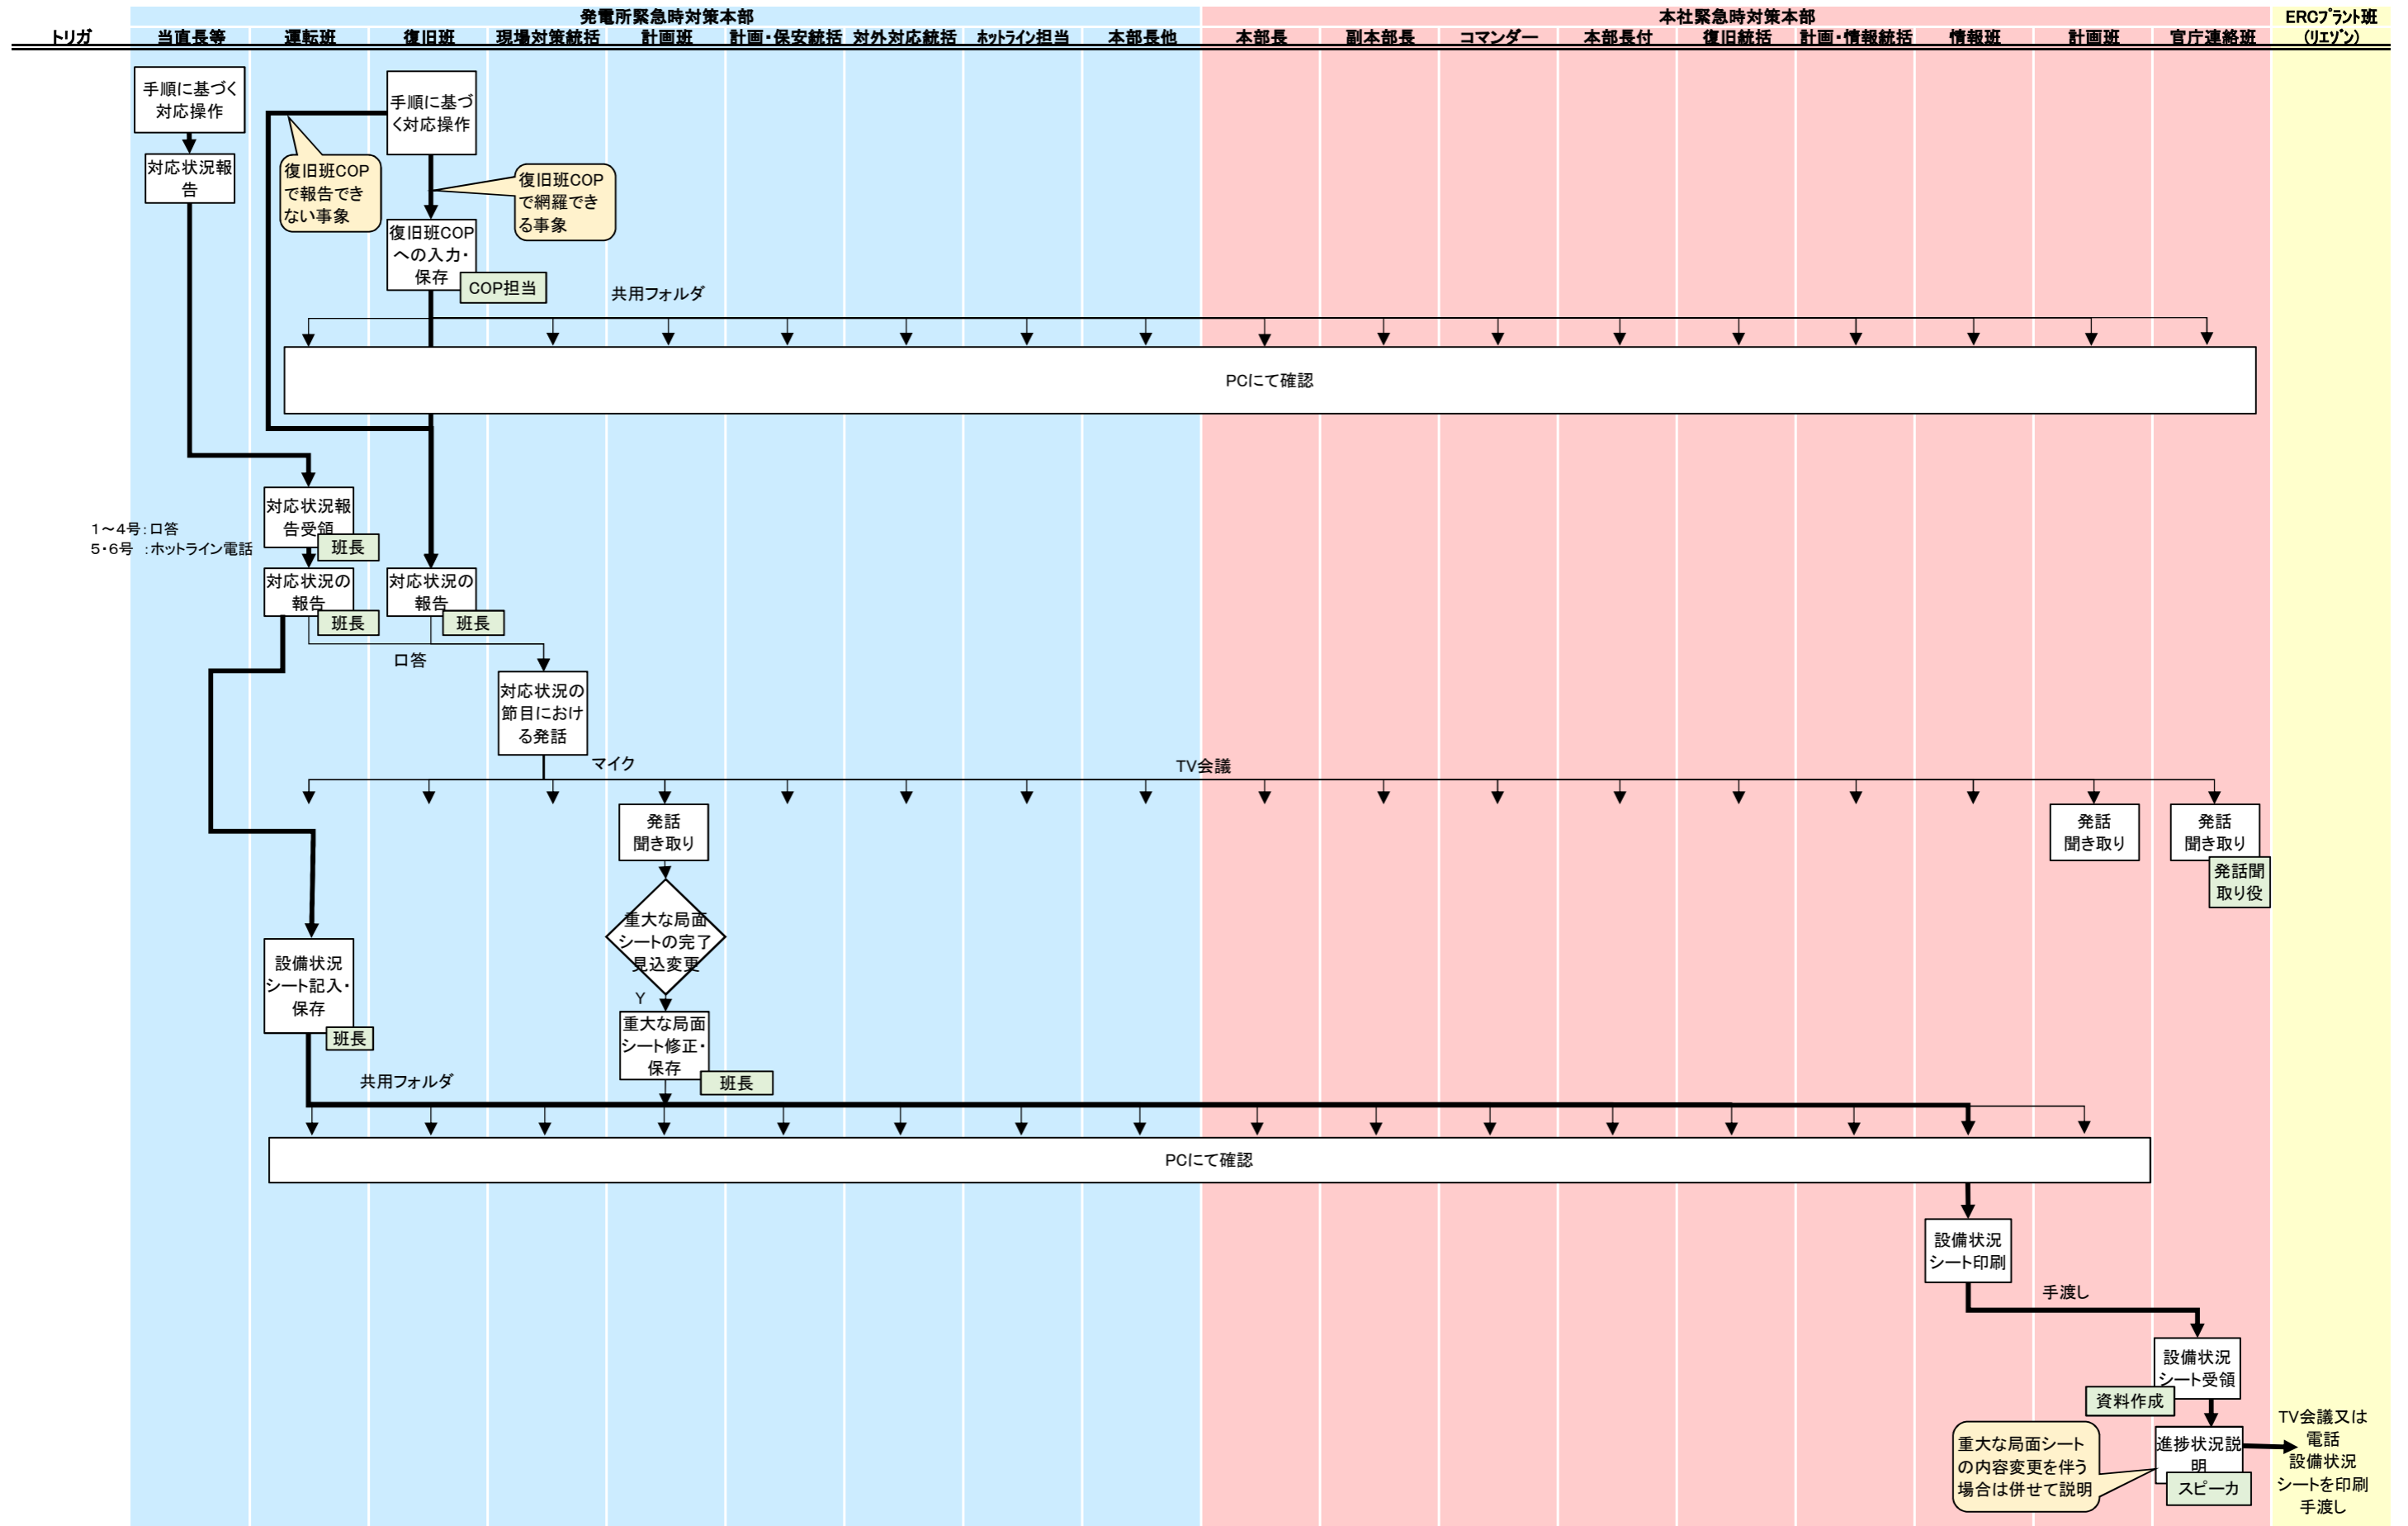 発電所緊急時対策本部
本社緊急時対策本部
ERCﾌﾟﾗﾝﾄ班
(ﾘｴｿﾞﾝ)
トリガ
当直長等
運転班
復旧班
現場対策統括
計画班
計画・保安統括
対外対応統括
ﾎｯﾄﾗｲﾝ担当
本部長他
本部長
副本部長
コマンダー
本部長付
復旧統括
計画・情報統括
情報班
計画班
官庁連絡班
手順に基づく
対応操作
手順に基づ
く対応操作
対応状況報
告
復旧班COP
で報告でき
ない事象
復旧班COP
で網羅でき
る事象
復旧班COP
への入力・
保存
COP担当
共用フォルダ
PCにて確認
対応状況報
告受領
班長
1～4号：口答
5・6号 ：ホットライン電話
対応状況の
報告
班長
対応状況の
報告
班長
口答
対応状況の
節目におけ
る発話
マイク
TV会議
発話
聞き取り
発話
聞き取り
発話
聞き取り
発話聞
取り役
重大な局面
シートの完了
見込変更
Y
設備状況
シート記入・
保存
班長
重大な局面
シート修正・
保存
班長
共用フォルダ
PCにて確認
設備状況
シート印刷
手渡し
設備状況
シート受領
資料作成
重大な局面シート
の内容変更を伴う
場合は併せて説明
進捗状況説
明
スピーカ
TV会議又は
電話
設備状況
シートを印刷
手渡し